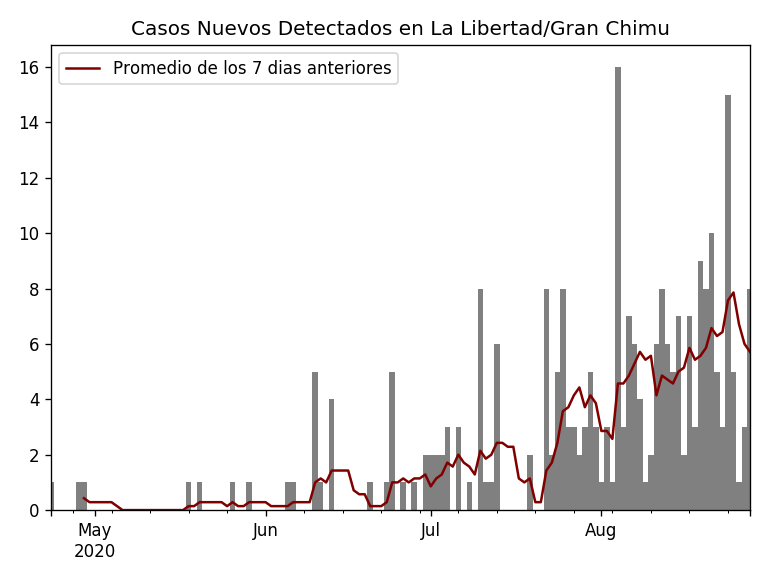 Casos Nuevos Detectados en La Libertad/Gran Chimu
Promedio de los 7 dias anteriores
16
14
12
10
8
6
4
2
0
May
2020
Jun
Jul
Aug